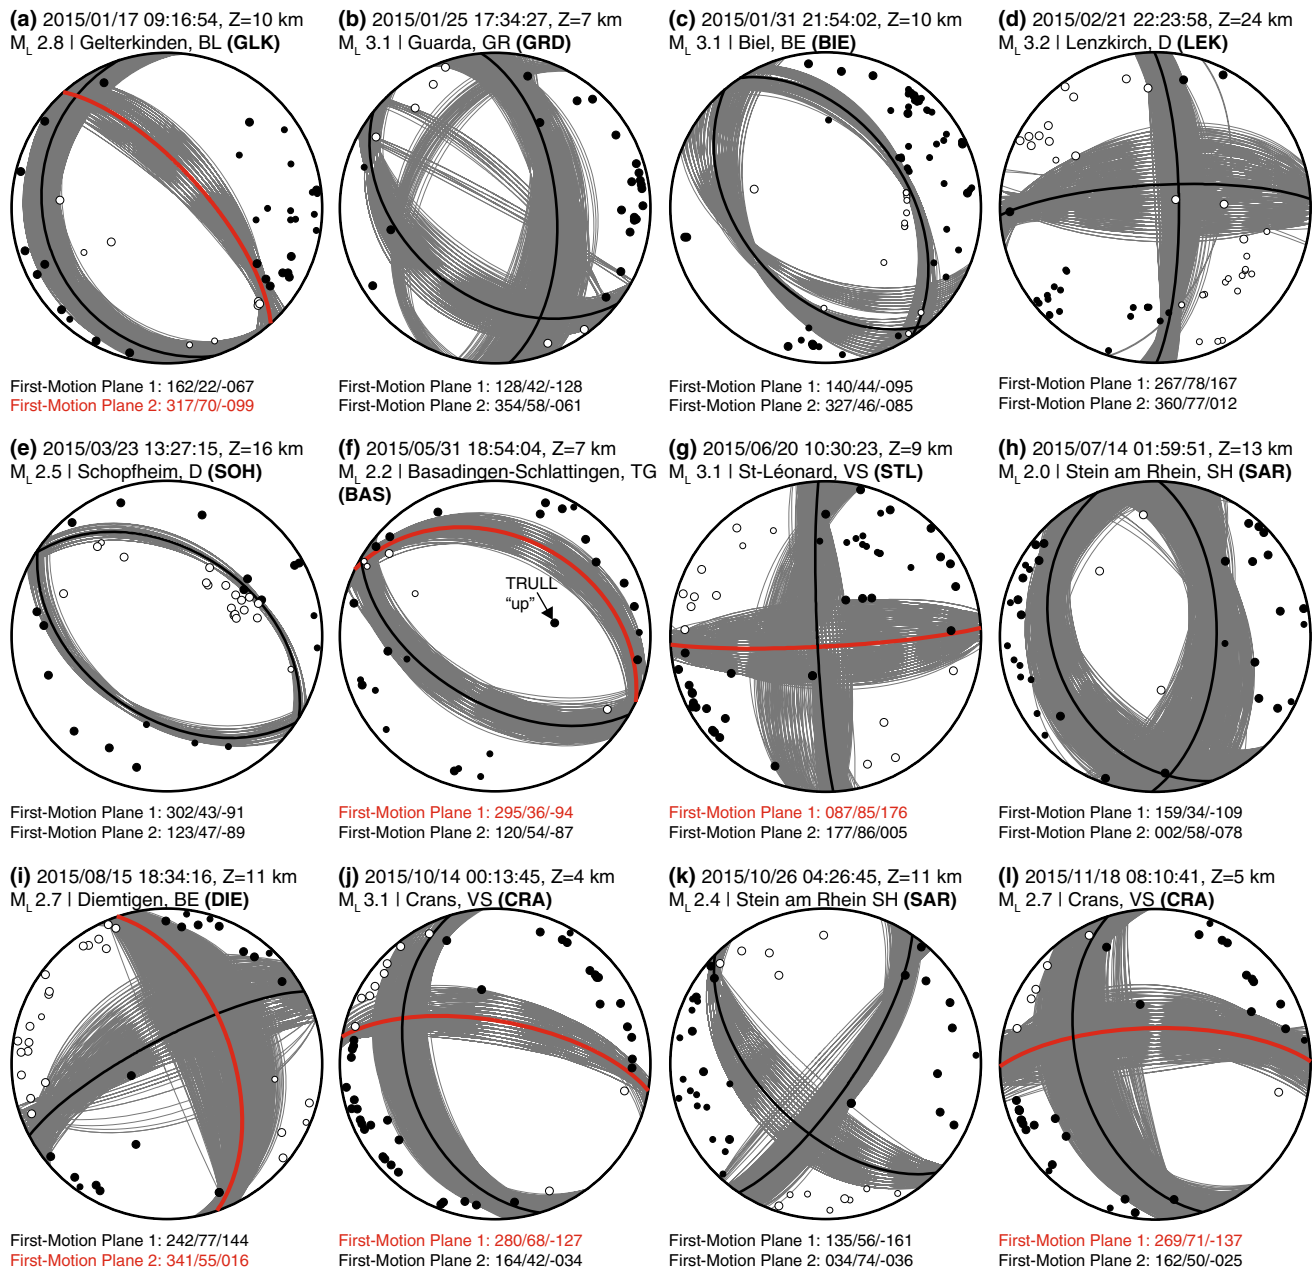 (a) 2015/01/17 09:16:54, Z=10 km
ML 2.8 | Gelterkinden, BL (GLK)
First-Motion Plane 1: 162/22/-067
First-Motion Plane 2: 317/70/-099
(b) 2015/01/25 17:34:27, Z=7 km
ML 3.1 | Guarda, GR (GRD)
First-Motion Plane 1: 128/42/-128
First-Motion Plane 2: 354/58/-061
(c) 2015/01/31 21:54:02, Z=10 km
ML 3.1 | Biel, BE (BIE)
First-Motion Plane 1: 140/44/-095
First-Motion Plane 2: 327/46/-085
(d) 2015/02/21 22:23:58, Z=24 km
ML 3.2 | Lenzkirch, D (LEK)
First-Motion Plane 1: 267/78/167
First-Motion Plane 2: 360/77/012
(e) 2015/03/23 13:27:15, Z=16 km
ML 2.5 | Schopfheim, D (SOH)
First-Motion Plane 1: 302/43/-91
First-Motion Plane 2: 123/47/-89
(f) 2015/05/31 18:54:04, Z=7 km
ML 2.2 | Basadingen-Schlattingen, TG
(BAS)
TRULL
“up”
First-Motion Plane 1: 295/36/-94
First-Motion Plane 2: 120/54/-87
(g) 2015/06/20 10:30:23, Z=9 km
ML 3.1 | St-Léonard, VS (STL)
First-Motion Plane 1: 087/85/176
First-Motion Plane 2: 177/86/005
(h) 2015/07/14 01:59:51, Z=13 km
ML 2.0 | Stein am Rhein, SH (SAR)
First-Motion Plane 1: 159/34/-109
First-Motion Plane 2: 002/58/-078
(i) 2015/08/15 18:34:16, Z=11 km
ML 2.7 | Diemtigen, BE (DIE)
First-Motion Plane 1: 242/77/144
First-Motion Plane 2: 341/55/016
(j) 2015/10/14 00:13:45, Z=4 km
ML 3.1 | Crans, VS (CRA)
First-Motion Plane 1: 280/68/-127
First-Motion Plane 2: 164/42/-034
(k) 2015/10/26 04:26:45, Z=11 km
ML 2.4 | Stein am Rhein SH (SAR)
First-Motion Plane 1: 135/56/-161
First-Motion Plane 2: 034/74/-036
(l) 2015/11/18 08:10:41, Z=5 km
ML 2.7 | Crans, VS (CRA)
First-Motion Plane 1: 269/71/-137
First-Motion Plane 2: 162/50/-025